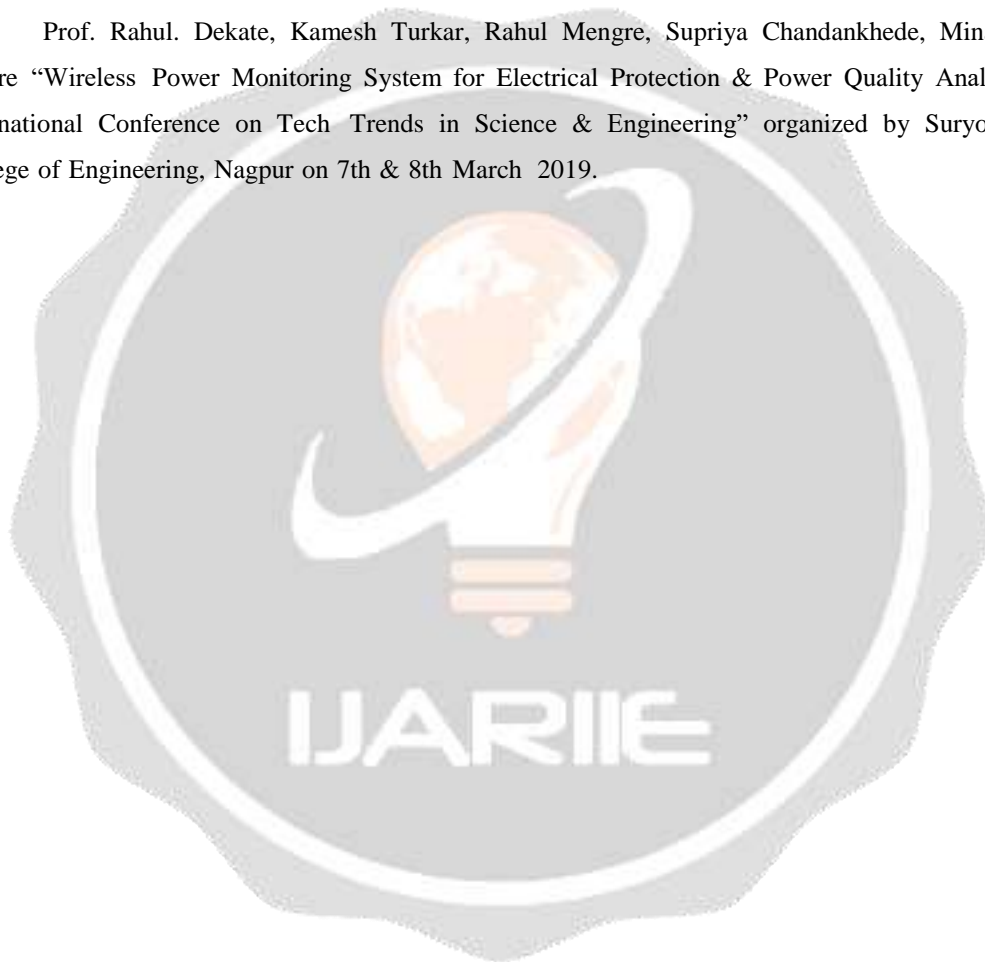 Prof. Rahul. Dekate, Kamesh Turkar, Rahul Mengre, Supriya Chandankhede, Min
re “Wireless Power Monitoring System for Electrical Protection & Power Quality Anal
national Conference on Tech Trends in Science & Engineering” organized by Suryo
ege of Engineering, Nagpur on 7th & 8th March 2019.
IJARIIE